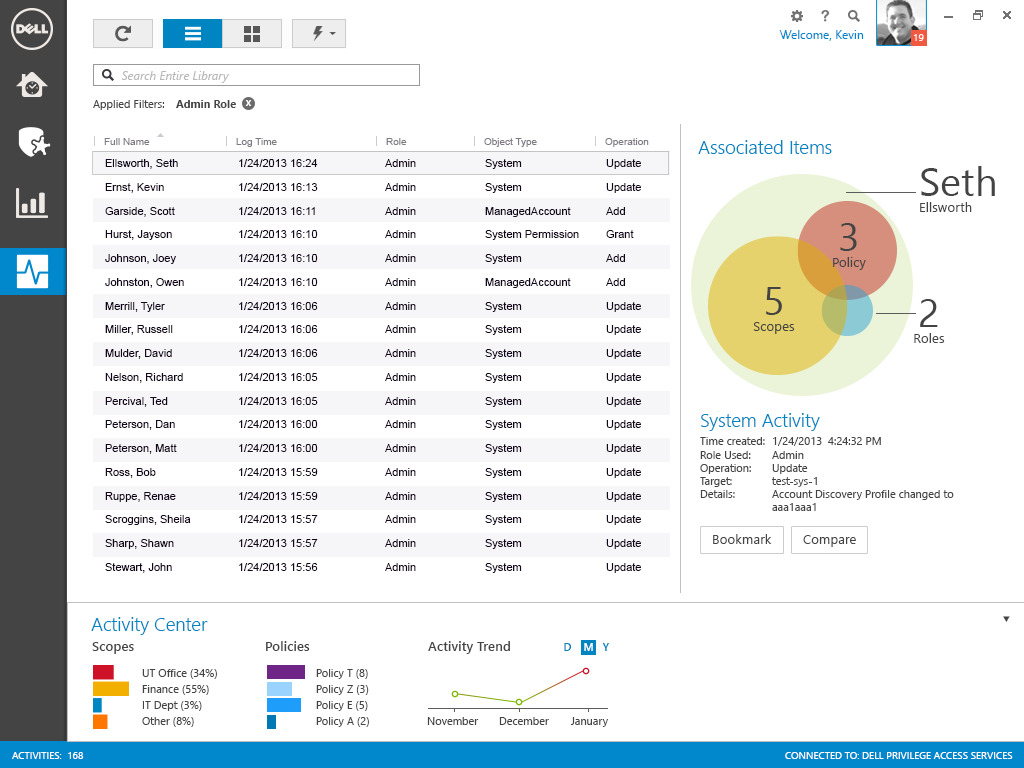 DELL
? 
Welcome, Kevin
19
Search Entire Library
Applied Filters: Admin Role
Full Name Log Time Role Object Type Operation
Ellsworth, Seth 1/24/2013 16:24 Admin System Update
Ernst, Kevin 1/24/2013 16:13 Admin System Update
Garside, Scott 1/24/2013 16:11 Admin ManagedAccount Add
Hurst, Jayson 1/24/2013 16:10 Admin System Permission Grant
Johnson, Joey 1/24/2013 16:10 Admin System Add
Johnston, Owen 1/24/2013 16:10 Admin ManagedAccount Add
Merrill, Tyler 1/24/2013 16:06 Admin System Update
Miller, Russell 1/24/2013 16:06 Admin System Update
Mulder, David 1/24/2013 16:06 Admin System Update
Nelson, Richard 1/24/2013 16:05 Admin System Update
Percival, Ted 1/24/2013 16:05 Admin System Update
Peterson, Dan 1/24/2013 16:00 Admin System Update
Peterson, Matt 1/24/2013 16:00 Admin System Update
Ross, Bob 1/24/2013 15:59 Admin System Update
Ruppe, Renae 1/24/2013 15:59 Admin System Update
Scroggins, Sheila 1/24/2013 15:57 Admin System Update
Sharp, Shawn 1/24/2013 15:57 Admin System Update
Stewart, John 1/24/2013 15:56 Admin System Update
Associated Items
Seth
Ellsworth
3
Policy
5
Scopes
2
Roles
System Activity
Time created: 1/24/2013 4:24:32 PM
Role Used: Admin
Operation: Update
Target: test-sys-1
Details: Account Discovery Profile changed to
aaa1aaa1
Bookmark Compare
Activity Center
Scopes
UT Office (34%)
Finance (55%)
IT Dept (3%)
Other (8%)
Policies
Policy T (8)
Policy Z (3)
Policy E (5)
Policy A (2)
Activity Trend D M Y
November December January
ACTIVITIES: 168
CONNECTED TO: DELL PRIVILEGE ACCESS SERVICES